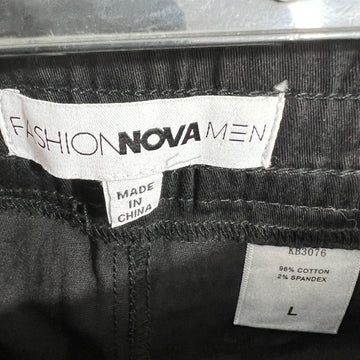 FASHIONNOVAMEN
MADE
IN
CHINA
KB3076
98% COTTON
2% SPANDEX
L